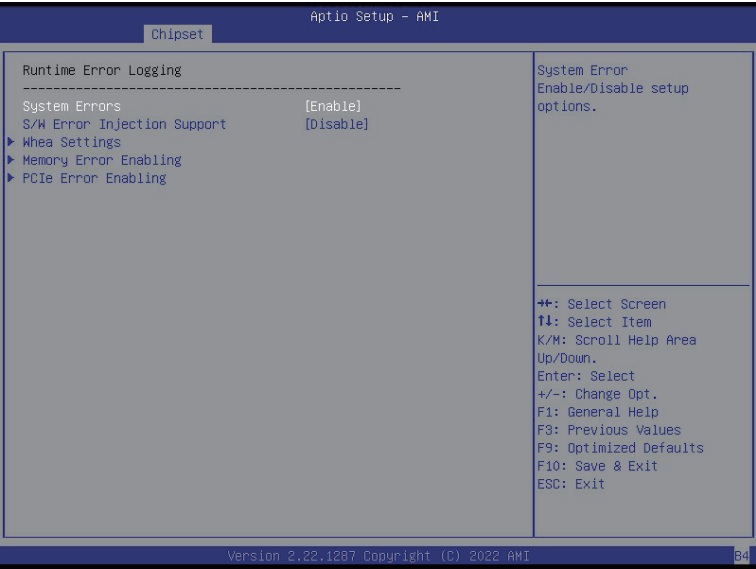 Aptio Setup – AMI
Chipset
Runtime Error Logging
--------------------------------------------------
System Errors [Enable]
S/W Error Injection Support [Disable]
Whea Settings
Memory Error Enabling
PCIe Error Enabling
System Error
Enable/Disable setup
options.
→←: Select Screen
↑↓: Select Item
K/M: Scroll Help Area
Up/Down.
Enter: Select
+/-: Change Opt.
F1: General Help
F3: Previous Values
F9: Optimized Defaults
F10: Save & Exit
ESC: Exit
Version 2.22.1287 Copyright (C) 2022 AMI
B4